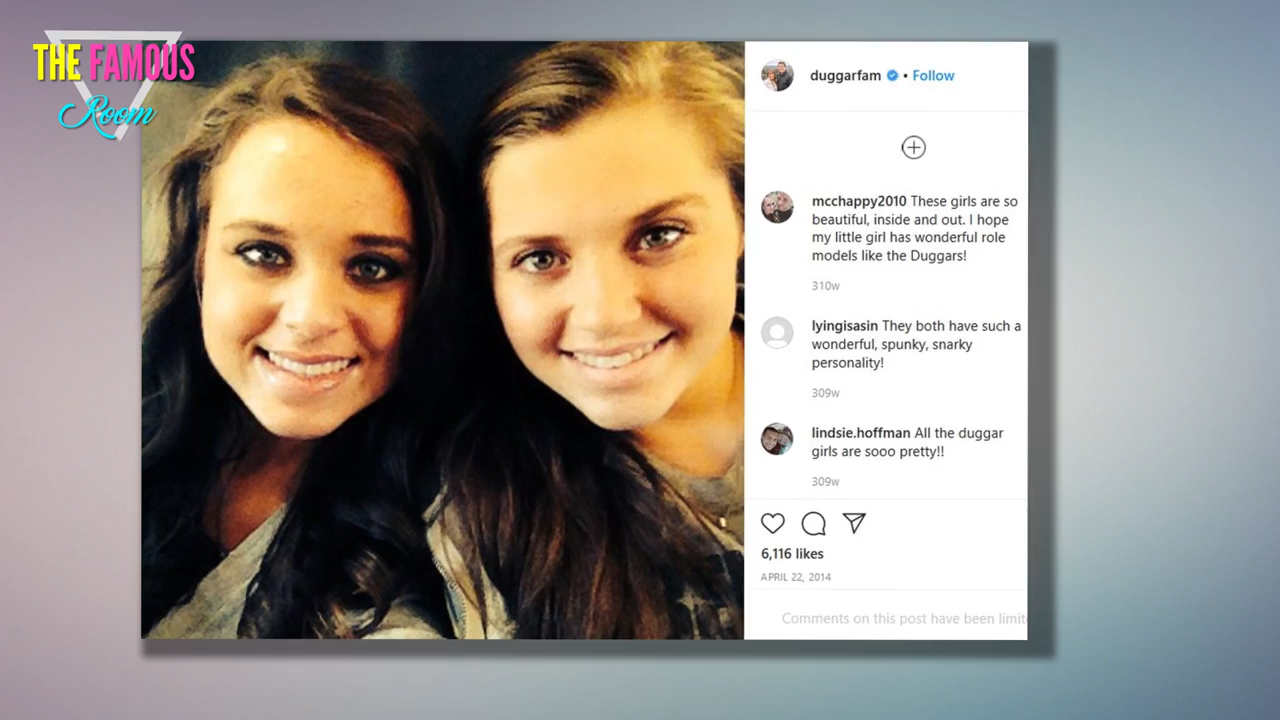 THE FAMOUS
Room
duggarfam • Follow
mcchappy2010 These girls are so
beautiful, inside and out. I hope
my little girl has wonderful role
models like the Duggars!
310w
lyingisasin They both have such a
wonderful, spunky, snarky
personality!
309w
lindsie.hoffman All the duggar
girls are sooo pretty!!
309w
6,116 likes
APRIL 22, 2014
Comments on this post have been limit